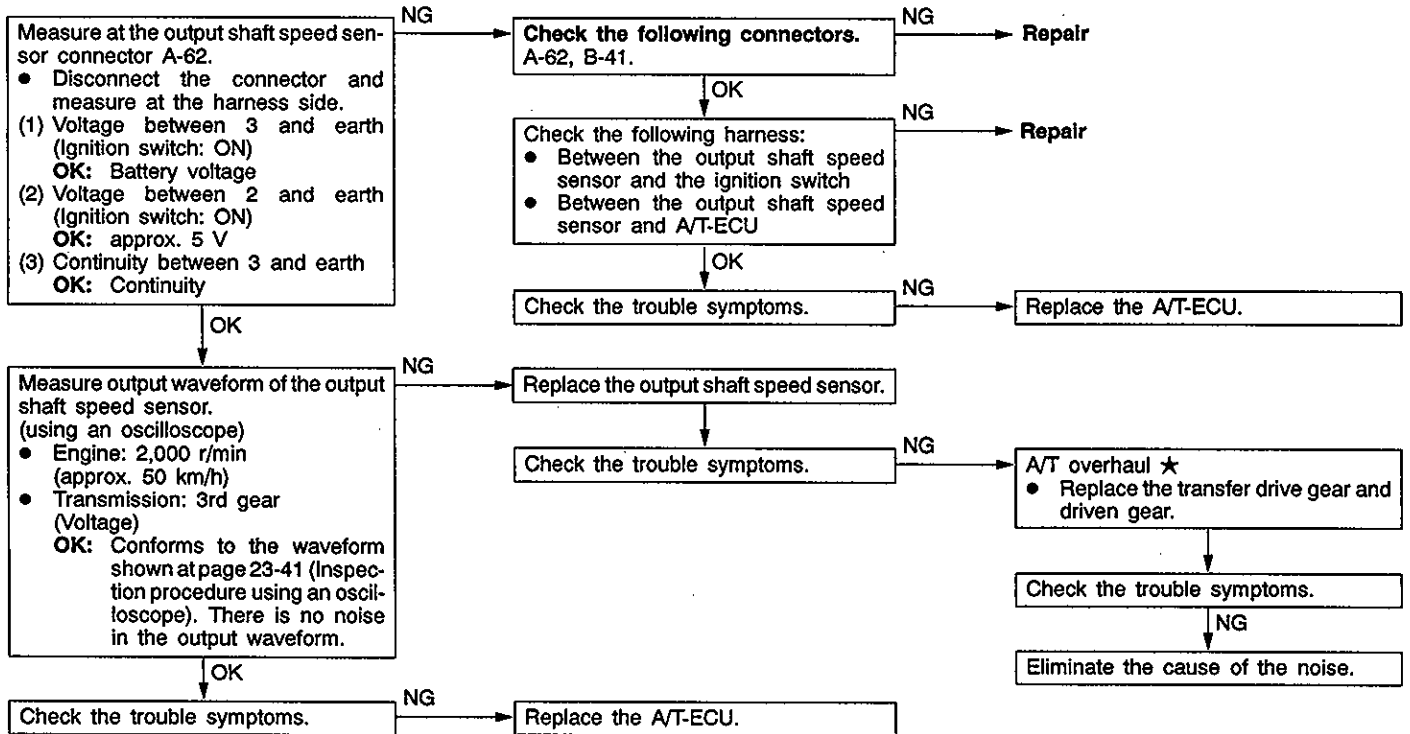 Measure at the output shaft speed sen-
sor connector A-62.
● Disconnect the connector and
measure at the harness side.
(1) Voltage between 3 and earth
(Ignition switch: ON)
OK: Battery voltage
(2) Voltage between 2 and earth
(Ignition switch: ON)
OK: approx. 5 V
(3) Continuity between 3 and earth
OK: Continuity
NG
Check the following connectors.
A-62, B-41.
NG
Repair
OK
Check the following harness:
● Between the output shaft speed
sensor and the ignition switch
● Between the output shaft speed
sensor and A/T-ECU
NG
Repair
OK
Check the trouble symptoms.
NG
Replace the A/T-ECU.
OK
Measure output waveform of the output
shaft speed sensor.
(using an oscilloscope)
● Engine: 2,000 r/min
(approx. 50 km/h)
● Transmission: 3rd gear
(Voltage)
OK: Conforms to the waveform
shown at page 23-41 (Inspec-
tion procedure using an oscil-
loscope). There is no noise
in the output waveform.
NG
Replace the output shaft speed sensor.
Check the trouble symptoms.
NG
A/T overhaul ★
● Replace the transfer drive gear and
driven gear.
Check the trouble symptoms.
NG
Eliminate the cause of the noise.
OK
Check the trouble symptoms.
NG
Replace the A/T-ECU.